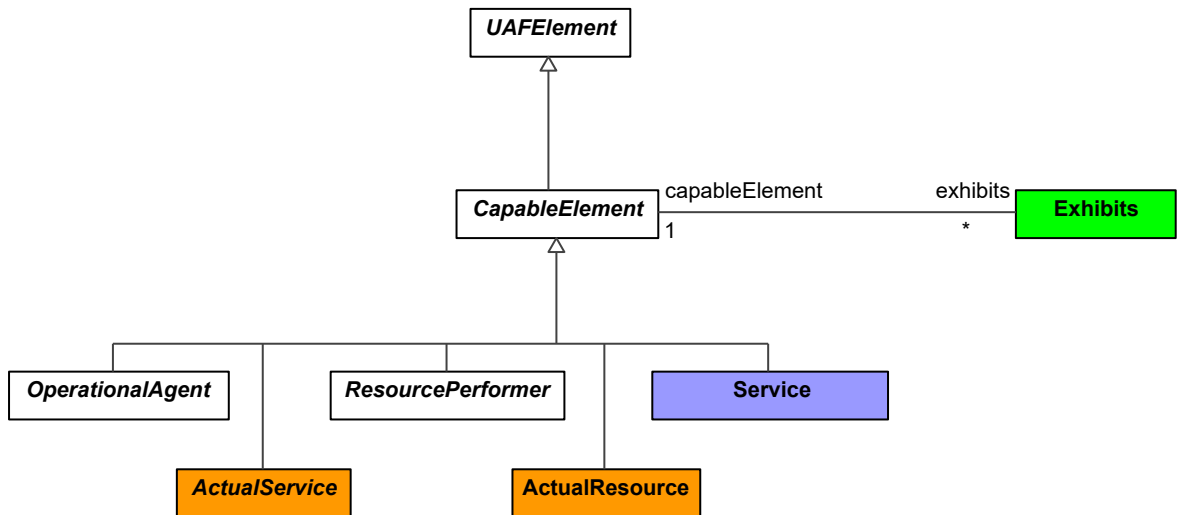 UAFElement
capableElement exhibits
CapableElement Exhibits
1 *
OperationalAgent ResourcePerformer Service
ActualService ActualResource